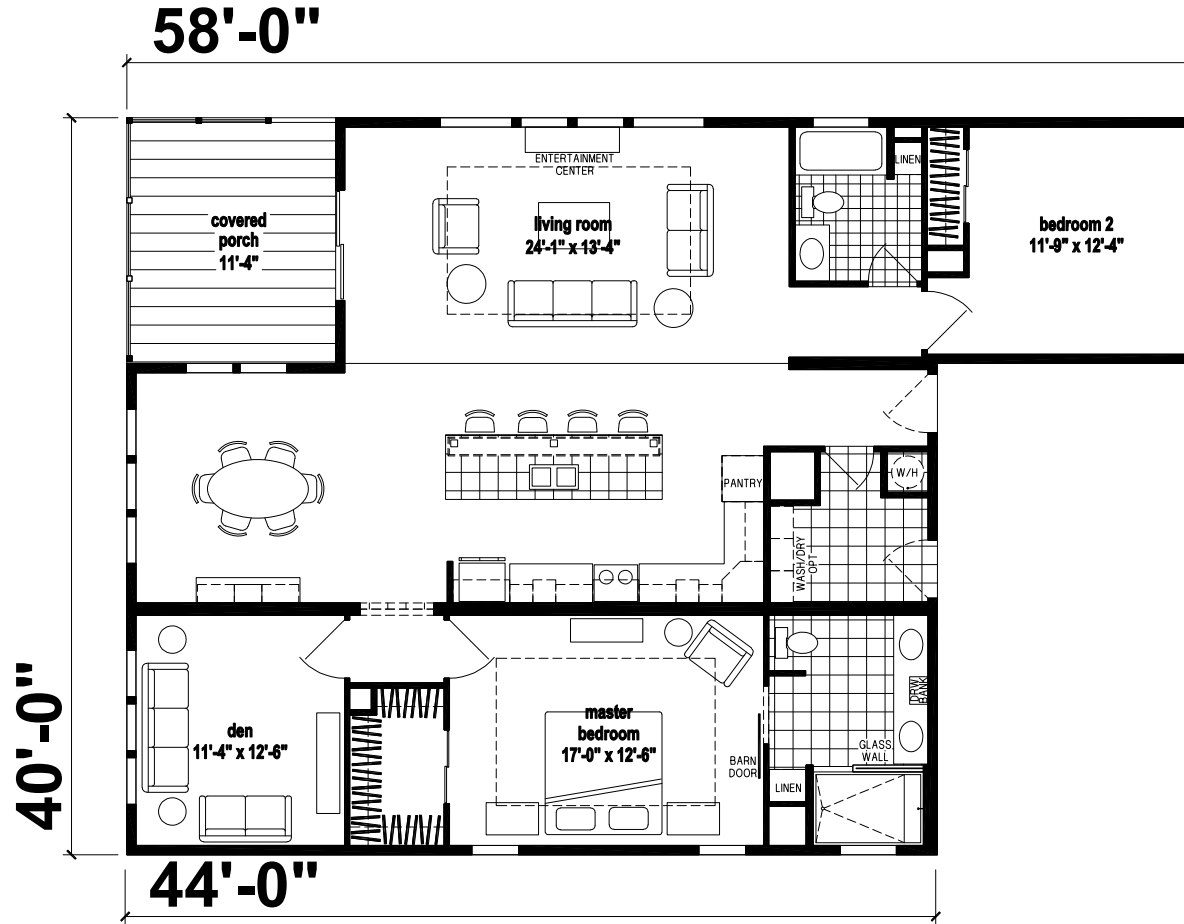 58'-0"
ENTERTAINMENT
CENTER
LINEN
covered
porch
11'-4"
living room
24'-1" x 13'-4"
bedroom 2
11'-9" x 12'-4"
PANTRY
W/H
WASH/DRY
OPT
40'-0"
den
11'-4" x 12'-6"
master
bedroom
17'-0" x 12'-6"
BARN
DOOR
DRW
BANK
GLASS
WALL
LINEN
44'-0"